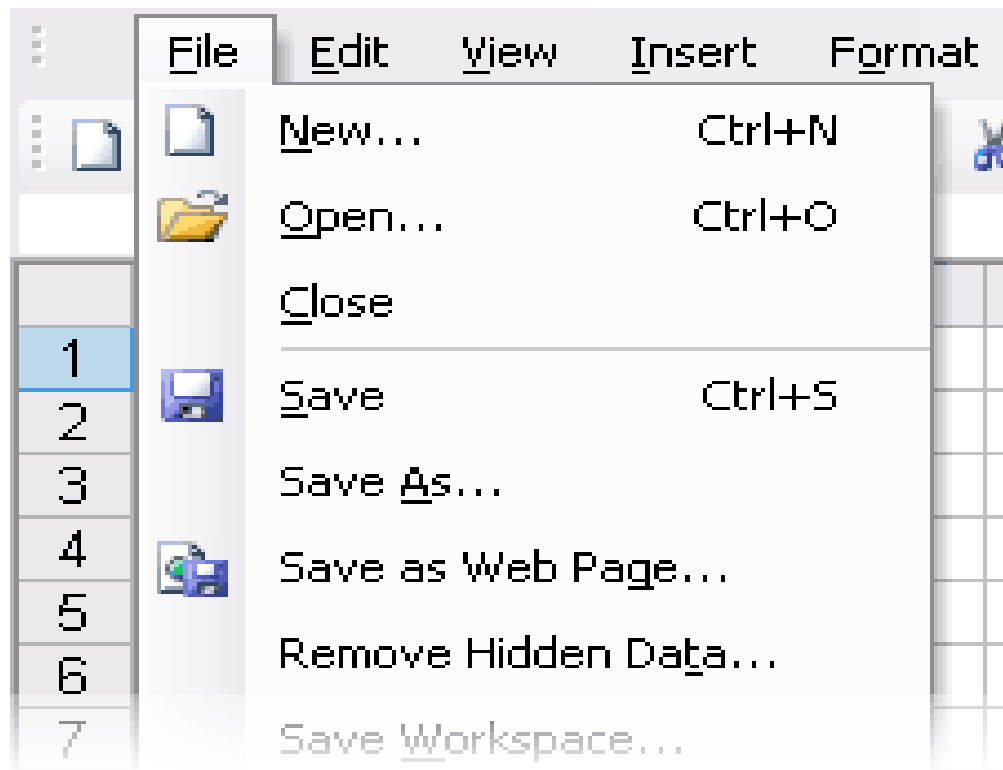 File Edit View Insert Format
New... Ctrl+N
Open... Ctrl+O
Close
1
Save Ctrl+S
2
3
Save As...
4
Save as Web Page...
5
Remove Hidden Data...
6
7
Save Workspace...